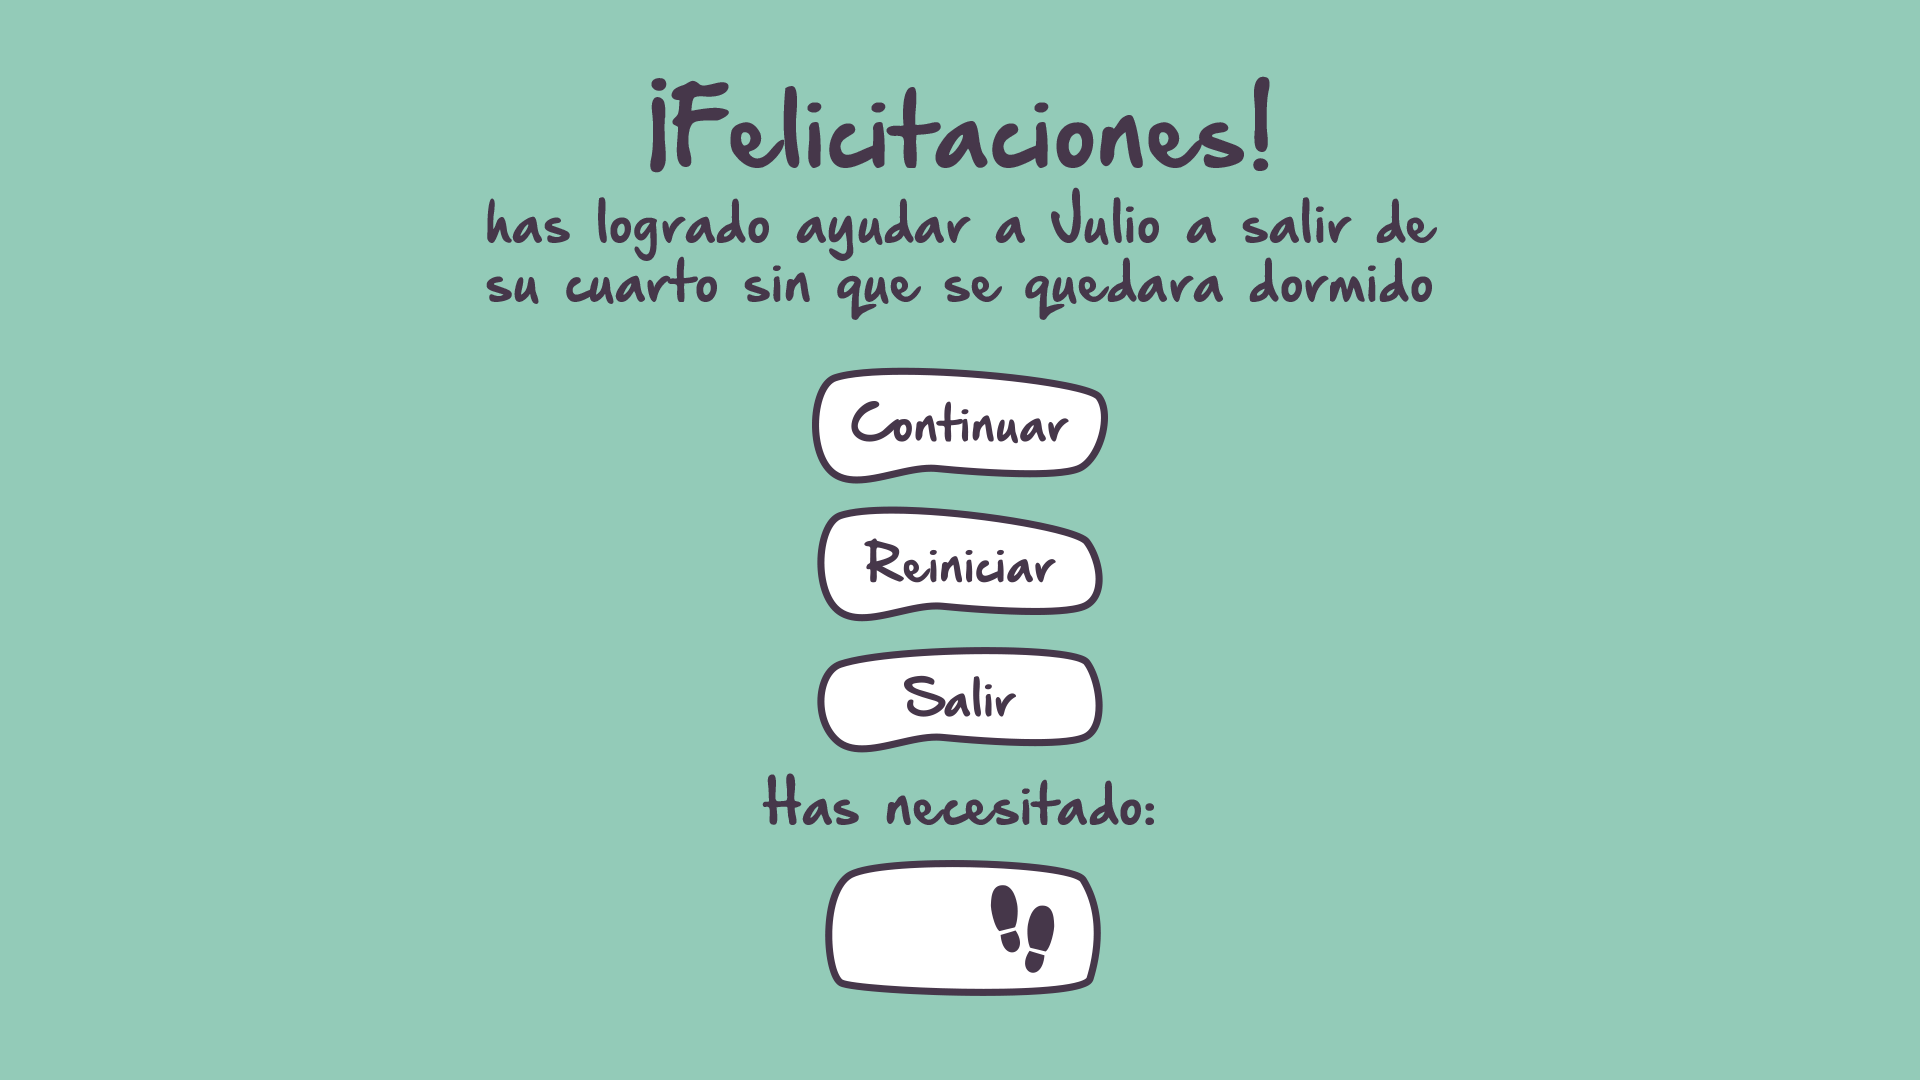 ¡Felicitaciones!
has logrado ayudar a Julio a salir de
su cuarto sin que se quedara dormido
Continuar
Reiniciar
Salir
Has necesitado: